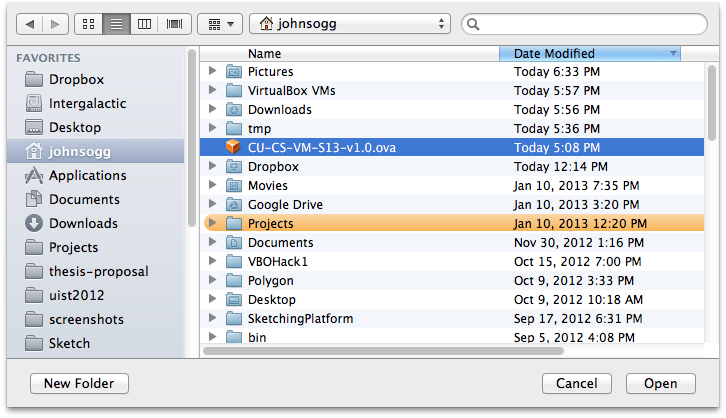 johnsogg
FAVORITES
Dropbox
Intergalactic
Desktop
johnsogg
Applications
Documents
Downloads
Projects
thesis-proposal
uist2012
screenshots
Sketch
Name Date Modified
Pictures Today 6:33 PM
VirtualBox VMs Today 5:57 PM
Downloads Today 5:56 PM
tmp Today 5:36 PM
CU-CS-VM-S13-v1.0.ova Today 5:08 PM
Dropbox Today 12:14 PM
Movies Jan 10, 2013 7:35 PM
Google Drive Jan 10, 2013 3:20 PM
Projects Jan 10, 2013 12:20 PM
Documents Nov 30, 2012 1:16 PM
VBOHack1 Oct 15, 2012 7:00 PM
Polygon Oct 9, 2012 3:33 PM
Desktop Oct 9, 2012 10:18 AM
SketchingPlatform Sep 17, 2012 6:31 PM
bin Sep 5, 2012 4:08 PM
New Folder Cancel Open